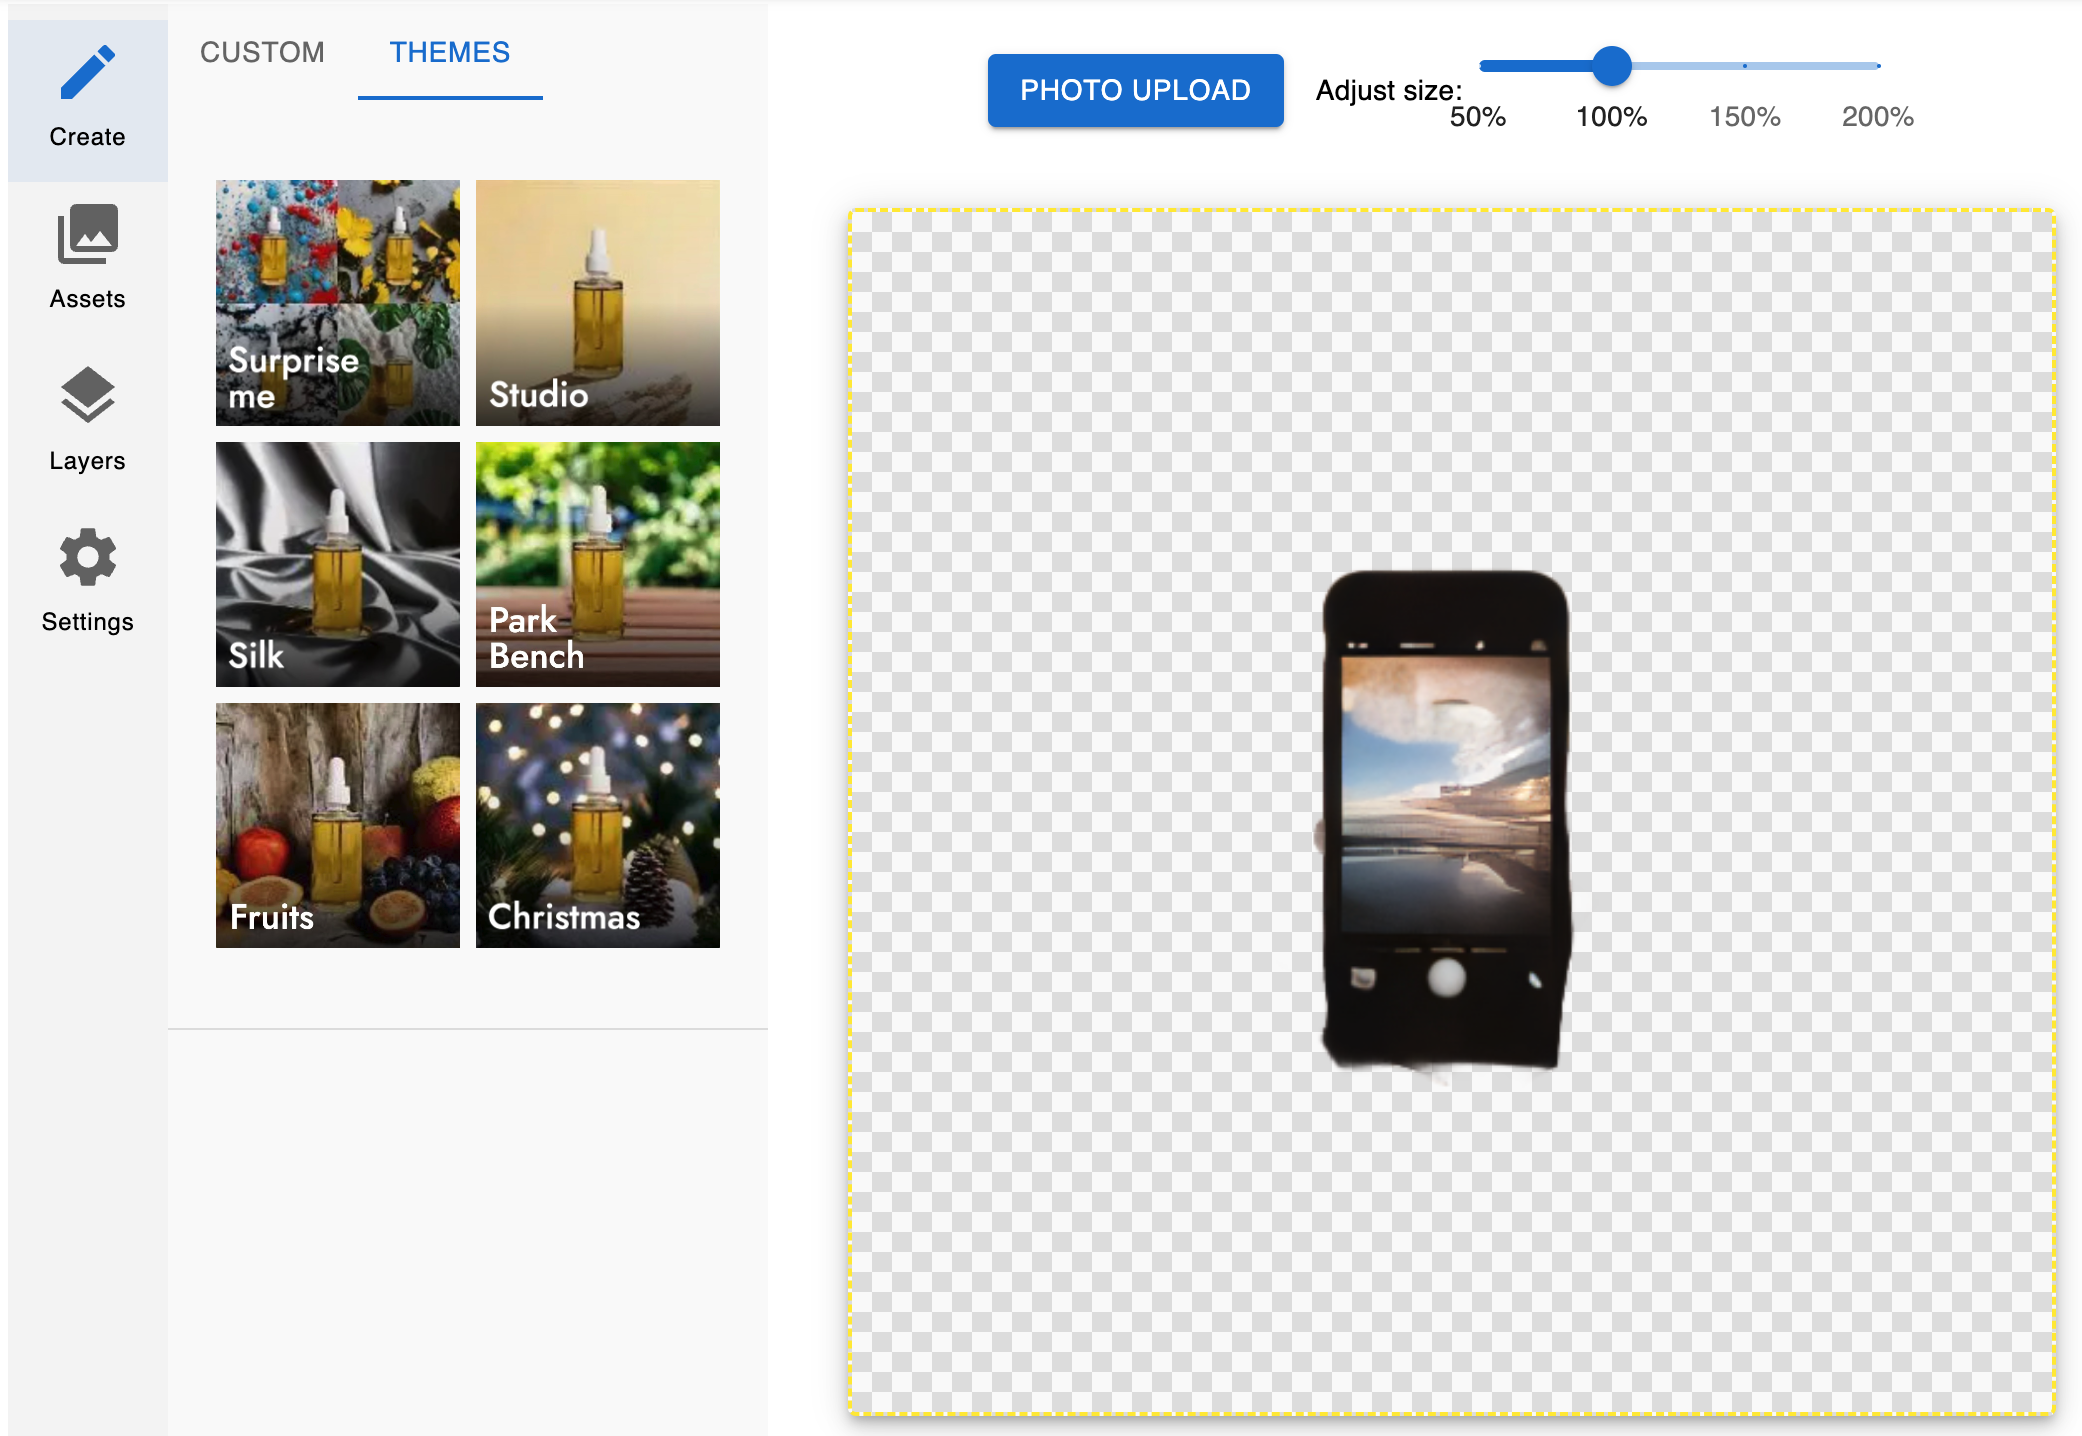 Create
Assets
Layers
Settings
CUSTOM
THEMES
Surprise
me
Studio
Silk
Park
Bench
Fruits
Christmas
PHOTO UPLOAD
Adjust size:
50%
100%
150%
200%